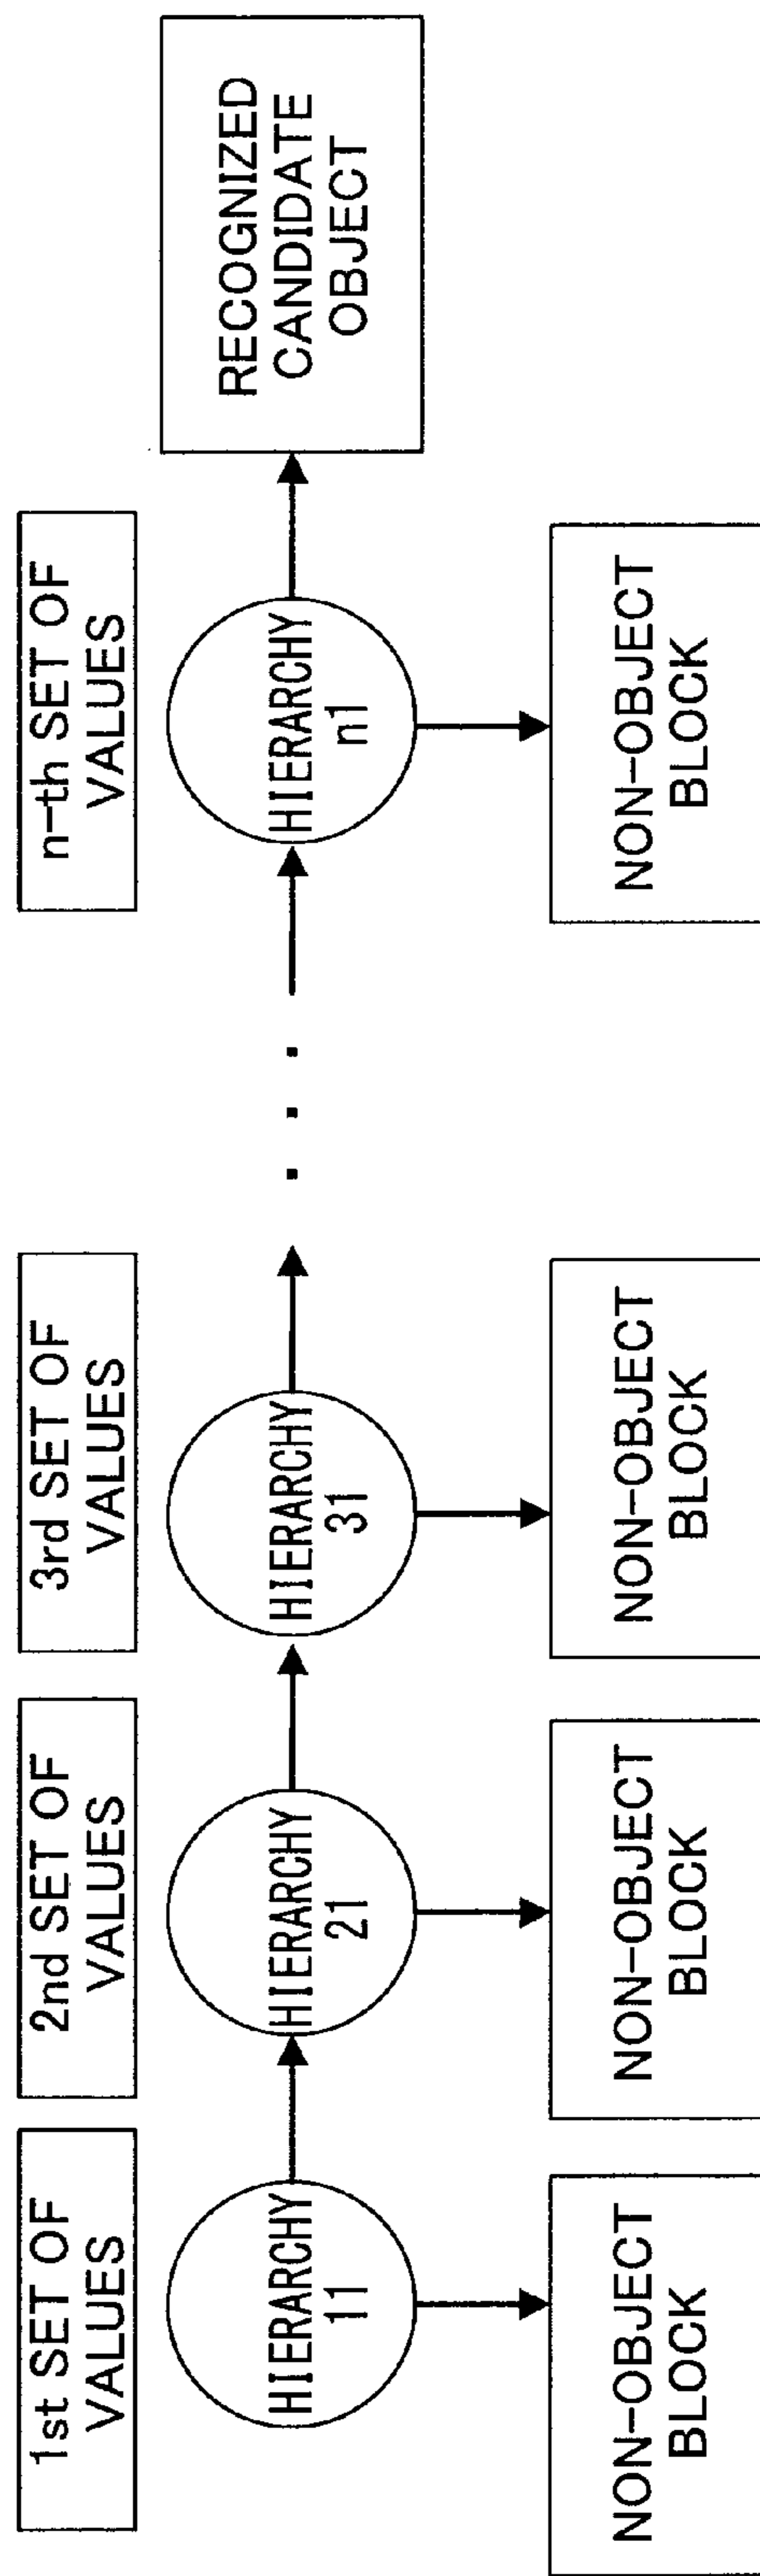 1st SET OF
VALUES
2nd SET OF
VALUES
3rd SET OF
VALUES
n-th SET OF
VALUES
HIERARCHY
11
HIERARCHY
21
HIERARCHY
31
. . .
HIERARCHY
n1
RECOGNIZED
CANDIDATE
OBJECT
NON-OBJECT
BLOCK
NON-OBJECT
BLOCK
NON-OBJECT
BLOCK
NON-OBJECT
BLOCK